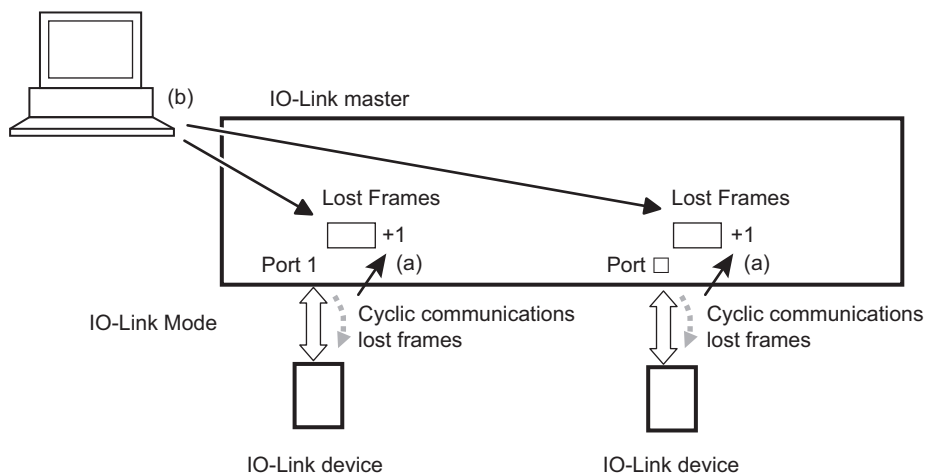 (b)
IO-Link master
Lost Frames
Lost Frames
+1
+1
Port 1
(a)
Port □
(a)
IO-Link Mode
Cyclic communications
lost frames
Cyclic communications
lost frames
IO-Link device
IO-Link device